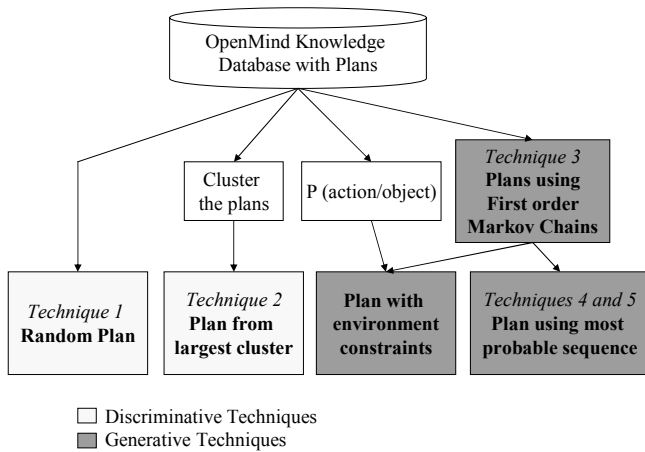 OpenMind Knowledge
Database with Plans
Cluster
the plans
P (action/object)
Technique 3
Plans using
First order
Markov Chains
Technique 1
Random Plan
Technique 2
Plan from
largest cluster
Plan with
environment
constraints
Techniques 4 and 5
Plan using most
probable sequence
Discriminative Techniques
Generative Techniques